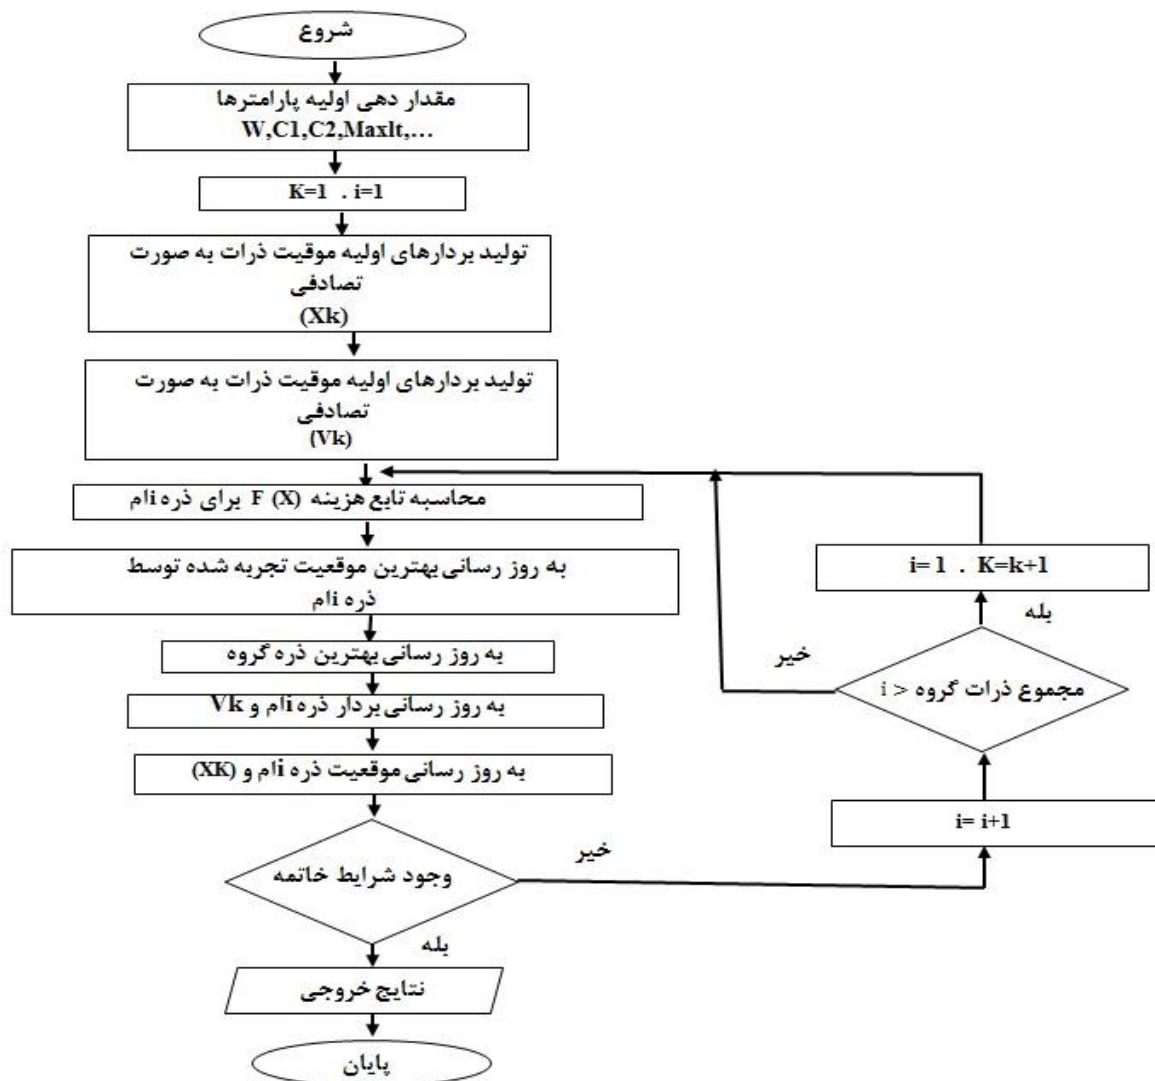 شروع
مقدار دهی اولیه پارامترها
W,C1,C2,MaxIt,...
K=1 . i=1
تولید بردارهای اولیه موقیت ذرات به صورت
تصادفی
(Xk)
تولید بردارهای اولیه موقیت ذرات به صورت
تصادفی
(Vk)
محاسبه تابع هزینه F (X) برای ذره iام
به روز رسانی بهترین موقعیت تجربه شده توسط
ذره iام
به روز رسانی بهترین ذره گروه
به روز رسانی بردار ذره iام و Vk
به روز رسانی موقعیت ذره iام و (XK)
وجود شرایط خاتمه
خیر
بله
نتایج خروجی
پایان
i= i+1
مجموع ذرات گروه < i
خیر
بله
i= 1 . K=k+1